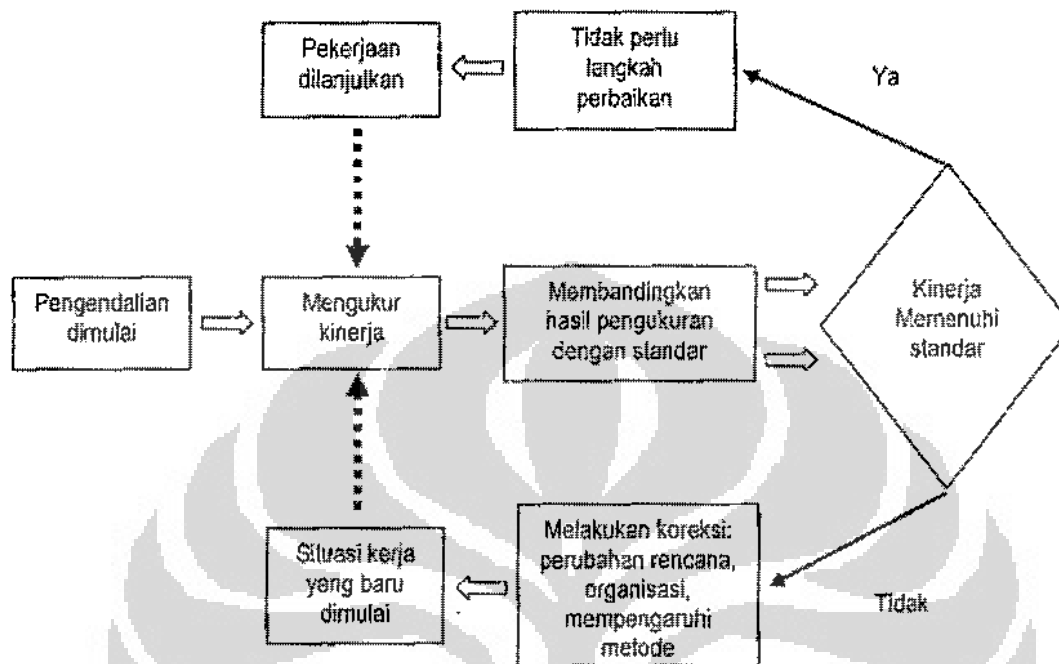 Pekerjaan
dilanjutkan
Tidak perlu
langkah
perbaikan
Ya
Pengendalian
dimulai
Mengukur
kinerja
Membandingkan
hasil pengukuran
dengan standar
Kinerja
Memenuhi
standar
Situasi kerja
yeng baru
dimulai
Melakukan koreksi:
perubahan rencana,
organisasi,
mempengaruhi
metode
Tidak